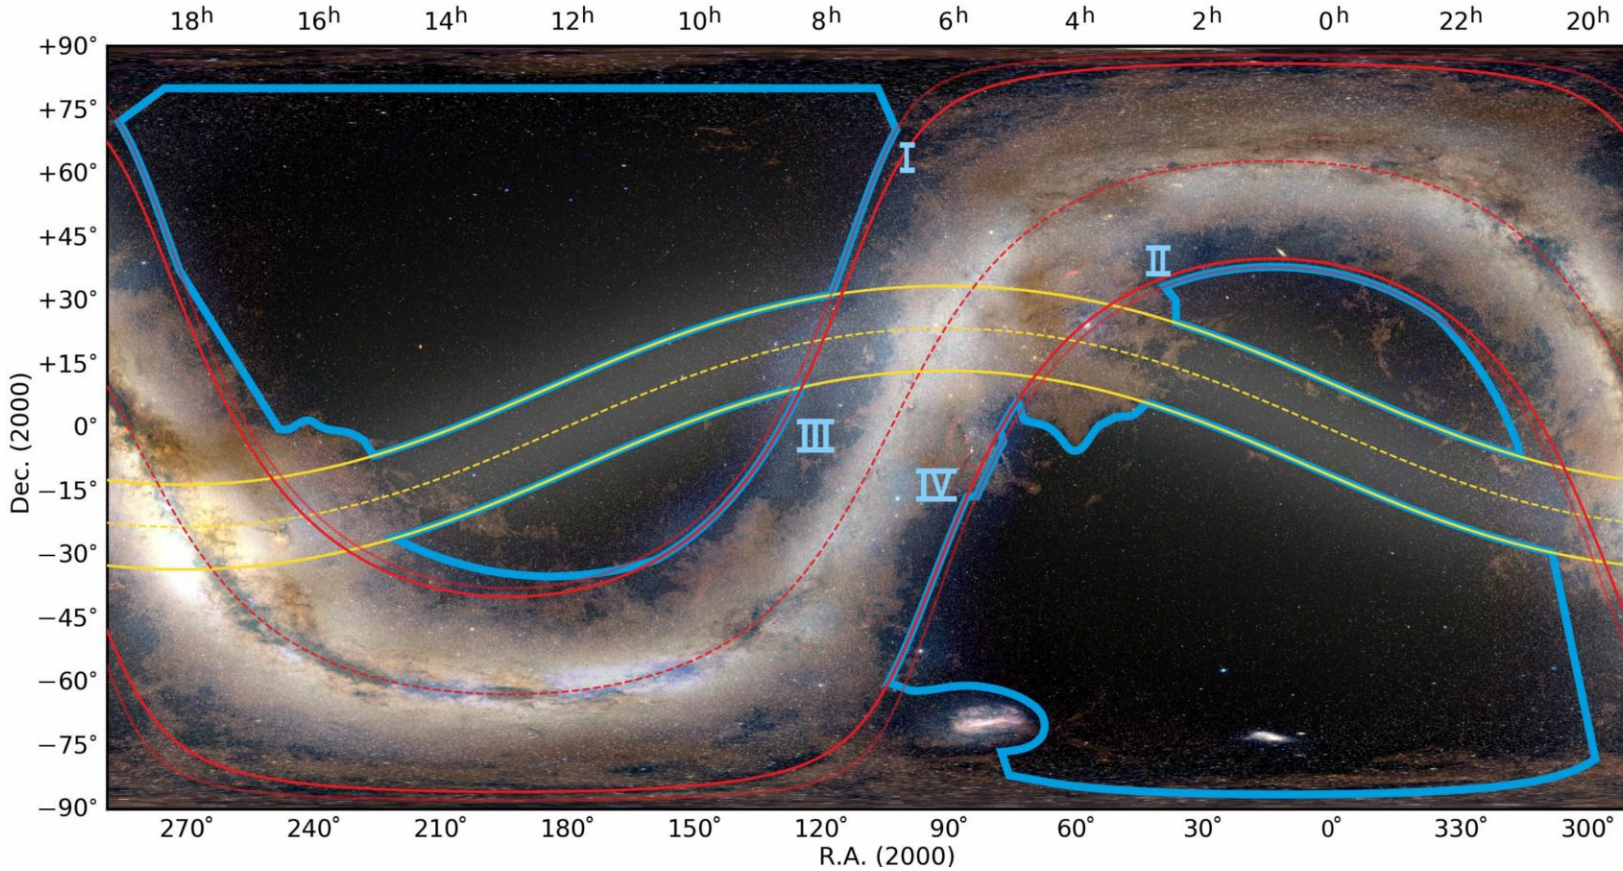 18h 16h 14h 12h 10h 8h 6h 4h 2h 0h 22h 20h
+90°
+75°
+60°
I
+45°
II
+30°
+15°
0°
III
−15°
IV
−30°
−45°
−60°
−75°
−90°
Dec. (2000)
270° 240° 210° 180° 150° 120° 90° 60° 30° 0° 330° 300°
R.A. (2000)